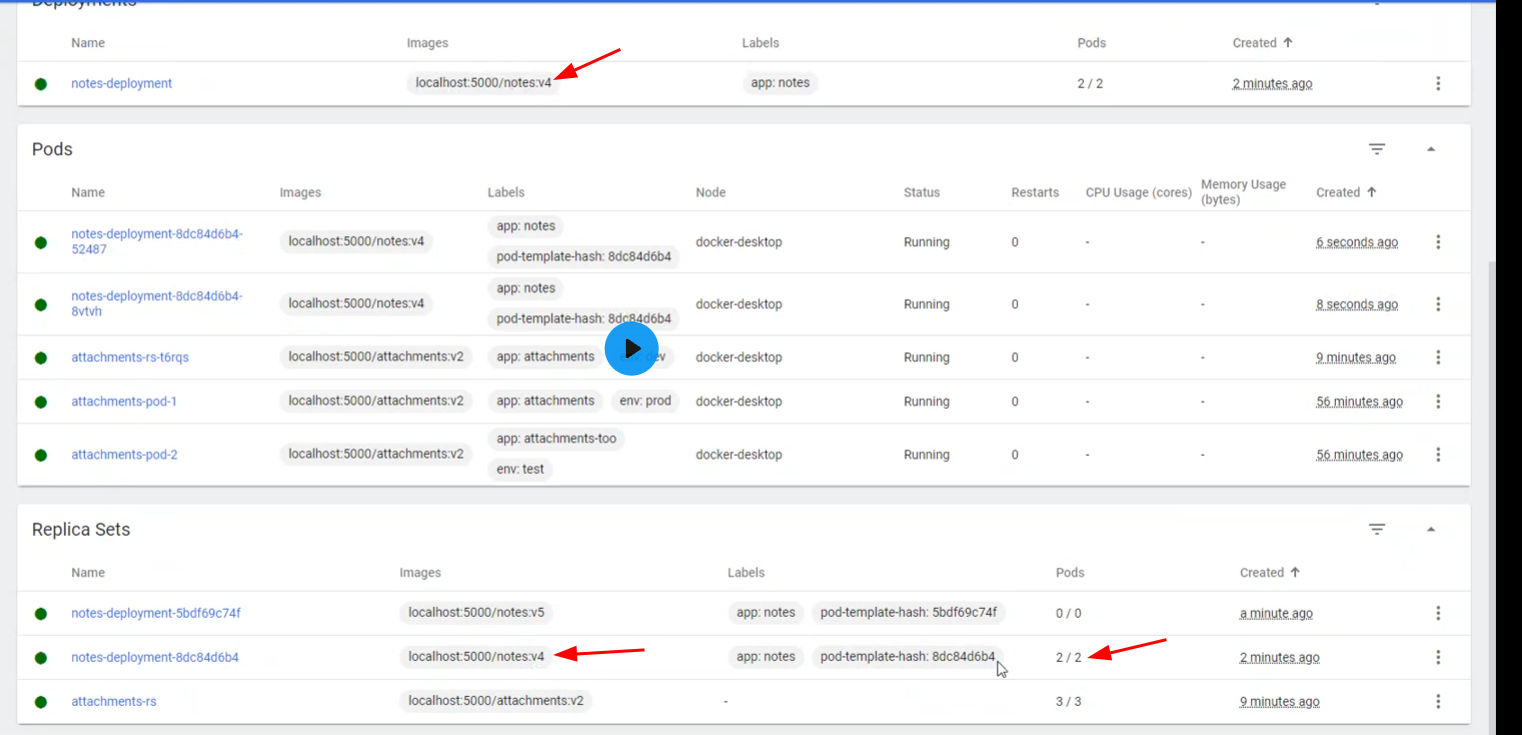 Deployments
Name Images Labels Pods Created
notes-deployment localhost:5000/notes:v4 app: notes 2 / 2 2 minutes ago
Pods
Name Images Labels Node Status Restarts CPU Usage (cores) Memory Usage (bytes) Created
notes-deployment-8dc84d6b4-52487 localhost:5000/notes:v4 app: notes pod-template-hash: 8dc84d6b4 docker-desktop Running 0 - - 6 seconds ago
notes-deployment-8dc84d6b4-8vtvh localhost:5000/notes:v4 app: notes pod-template-hash: 8dc84d6b4 docker-desktop Running 0 - - 8 seconds ago
attachments-rs-t6rqs localhost:5000/attachments:v2 app: attachments env: dev docker-desktop Running 0 - - 9 minutes ago
attachments-pod-1 localhost:5000/attachments:v2 app: attachments env: prod docker-desktop Running 0 - - 56 minutes ago
attachments-pod-2 localhost:5000/attachments:v2 app: attachments-too env: test docker-desktop Running 0 - - 56 minutes ago
Replica Sets
Name Images Labels Pods Created
notes-deployment-5bdf69c74f localhost:5000/notes:v5 app: notes pod-template-hash: 5bdf69c74f 0 / 0 a minute ago
notes-deployment-8dc84d6b4 localhost:5000/notes:v4 app: notes pod-template-hash: 8dc84d6b4 2 / 2 2 minutes ago
attachments-rs localhost:5000/attachments:v2 - 3 / 3 9 minutes ago